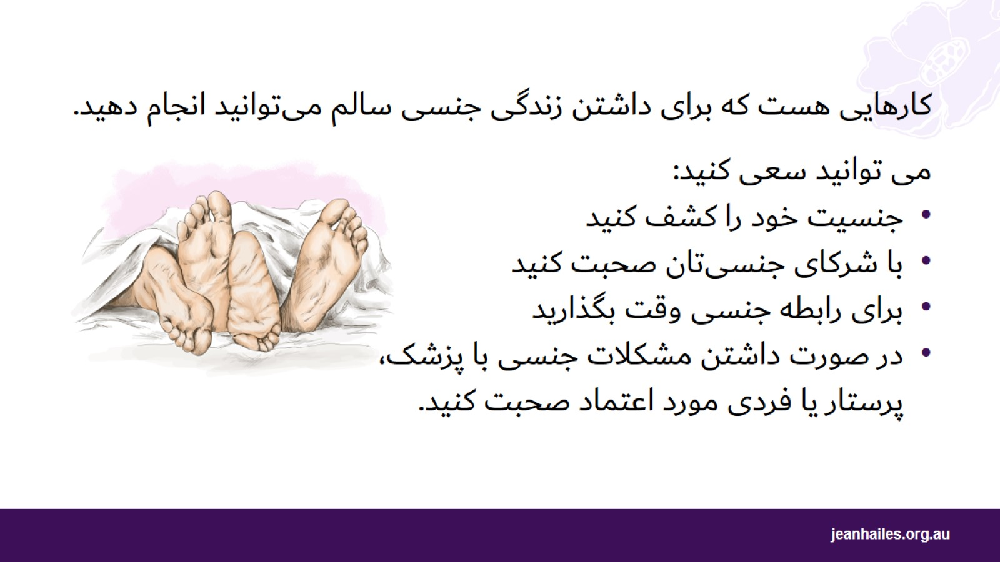 کارهایی هست که برای داشتن زندگی جنسی سالم می‌توانید انجام دهید.
می توانید سعی کنید:
• جنسیت خود را کشف کنید
• با شرکای جنسی‌تان صحبت کنید
• برای رابطه جنسی وقت بگذارید
• در صورت داشتن مشکلات جنسی با پزشک،
پرستار یا فردی مورد اعتماد صحبت کنید.
jeanhailes.org.au